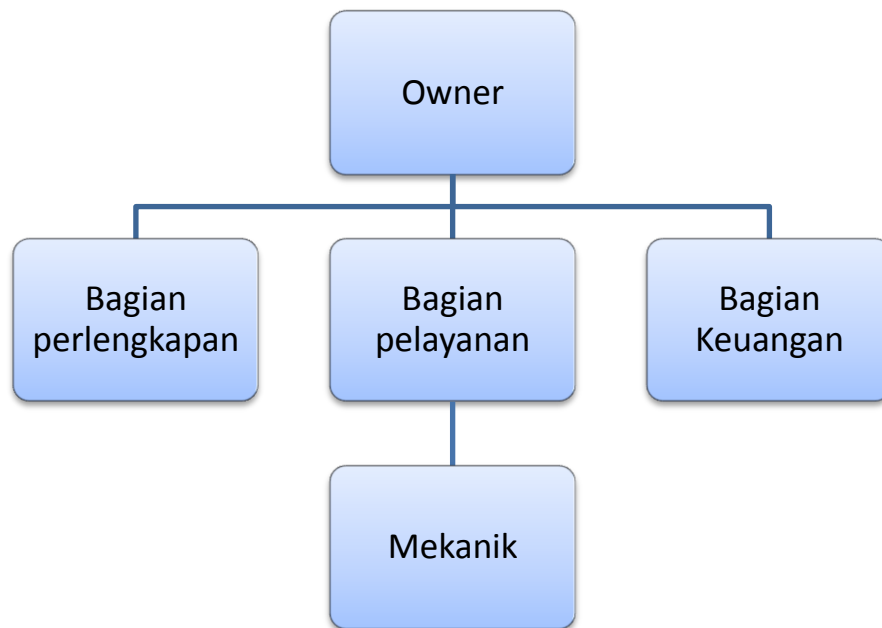 Owner
Bagian
perlengkapan
Bagian
pelayanan
Bagian
Keuangan
Mekanik